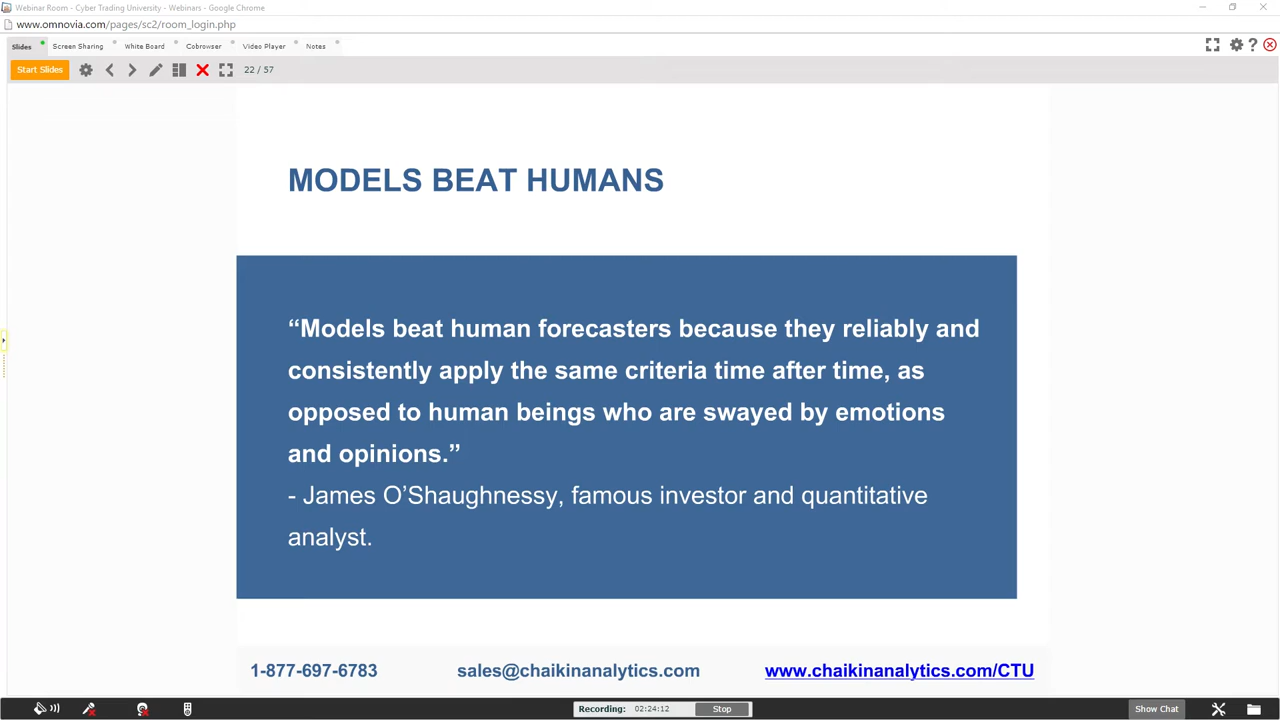 Webinar Room - Cyber Trading University - Webinars - Google Chrome
www.omnovia.com/pages/sc2/room_login.php
Slides Screen Sharing White Board Cobrowser Video Player Notes
Start Slides 22 / 57
MODELS BEAT HUMANS
“Models beat human forecasters because they reliably and
consistently apply the same criteria time after time, as
opposed to human beings who are swayed by emotions
and opinions.”
- James O’Shaughnessy, famous investor and quantitative
analyst.
1-877-697-6783 sales@chaikinanalytics.com www.chaikinanalytics.com/CTU
Recording: 02:24:12 Stop Show Chat